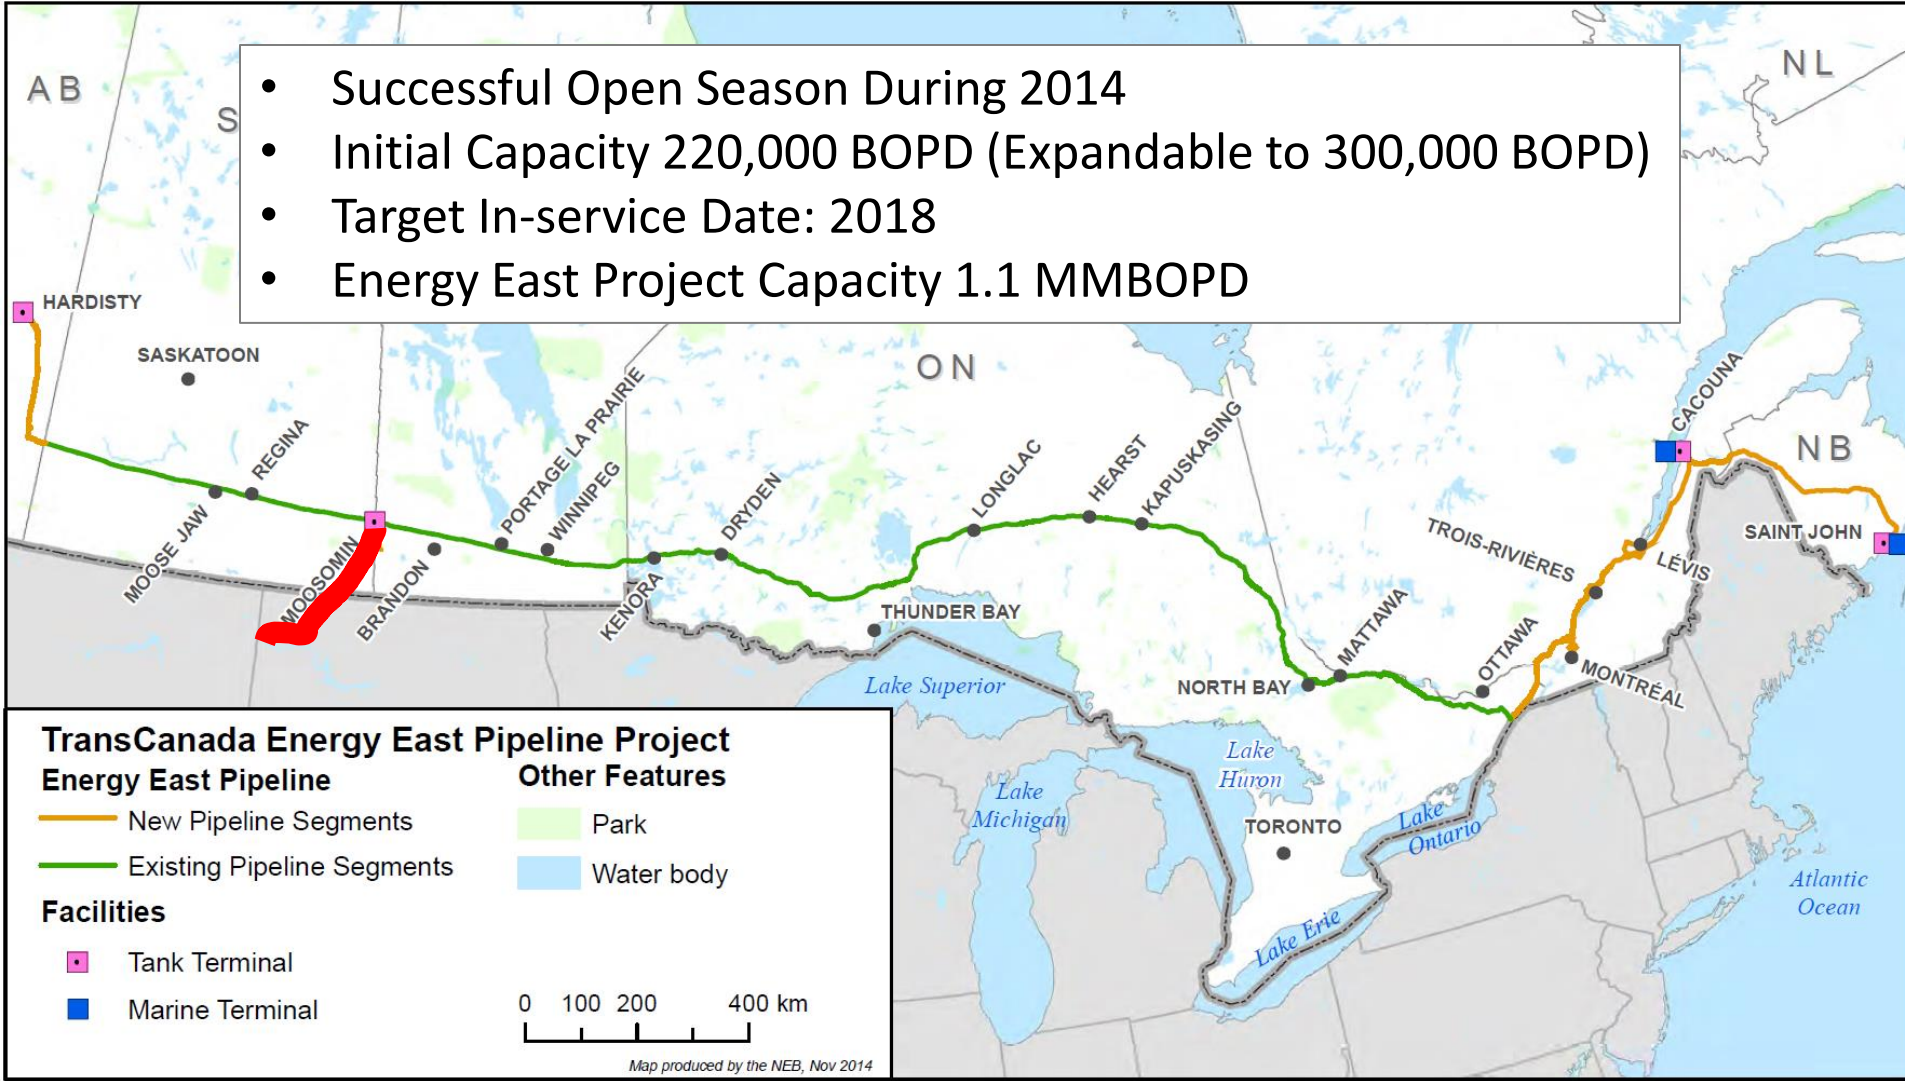 • Successful Open Season During 2014
• Initial Capacity 220,000 BOPD (Expandable to 300,000 BOPD)
• Target In-service Date: 2018
• Energy East Project Capacity 1.1 MMBOPD
AB
S
NL
HARDISTY
SASKATOON
ON
NB
REGINA
MOOSE JAW
MOOSOMIN
BRANDON
PORTAGE LA PRAIRIE
WINNIPEG
KENORA
DRYDEN
THUNDER BAY
LONGLAC
HEARST
KAPUSKASING
NORTH BAY
MATTAWA
OTTAWA
MONTRÉAL
TROIS-RIVIÈRES
LÉVIS
CACOUNA
SAINT JOHN
Lake Superior
Lake
Michigan
Lake
Huron
TORONTO
Lake
Ontario
Lake Erie
Atlantic
Ocean
TransCanada Energy East Pipeline Project
Energy East Pipeline
New Pipeline Segments
Existing Pipeline Segments
Facilities
Tank Terminal
Marine Terminal
Other Features
Park
Water body
0 100 200 400 km
Map produced by the NEB, Nov 2014